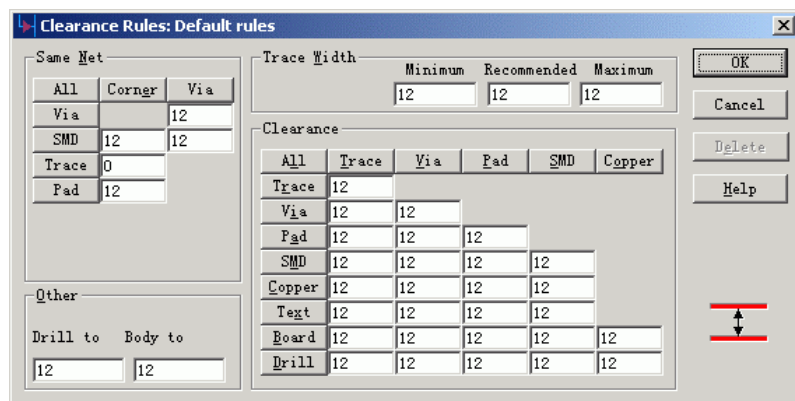 Clearance Rules: Default rules
Same Net
All Corner Via
Via 12
SMD 12 12
Trace 0
Pad 12
Other
Drill to Body to
12 12
Trace Width
Minimum Recommended Maximum
12 12 12
Clearance
All Trace Via Pad SMD Copper
Trace 12
Via 12 12
Pad 12 12 12
SMD 12 12 12 12
Copper 12 12 12 12
Text 12 12 12 12
Board 12 12 12 12 12
Drill 12 12 12 12 12
OK
Cancel
Delete
Help